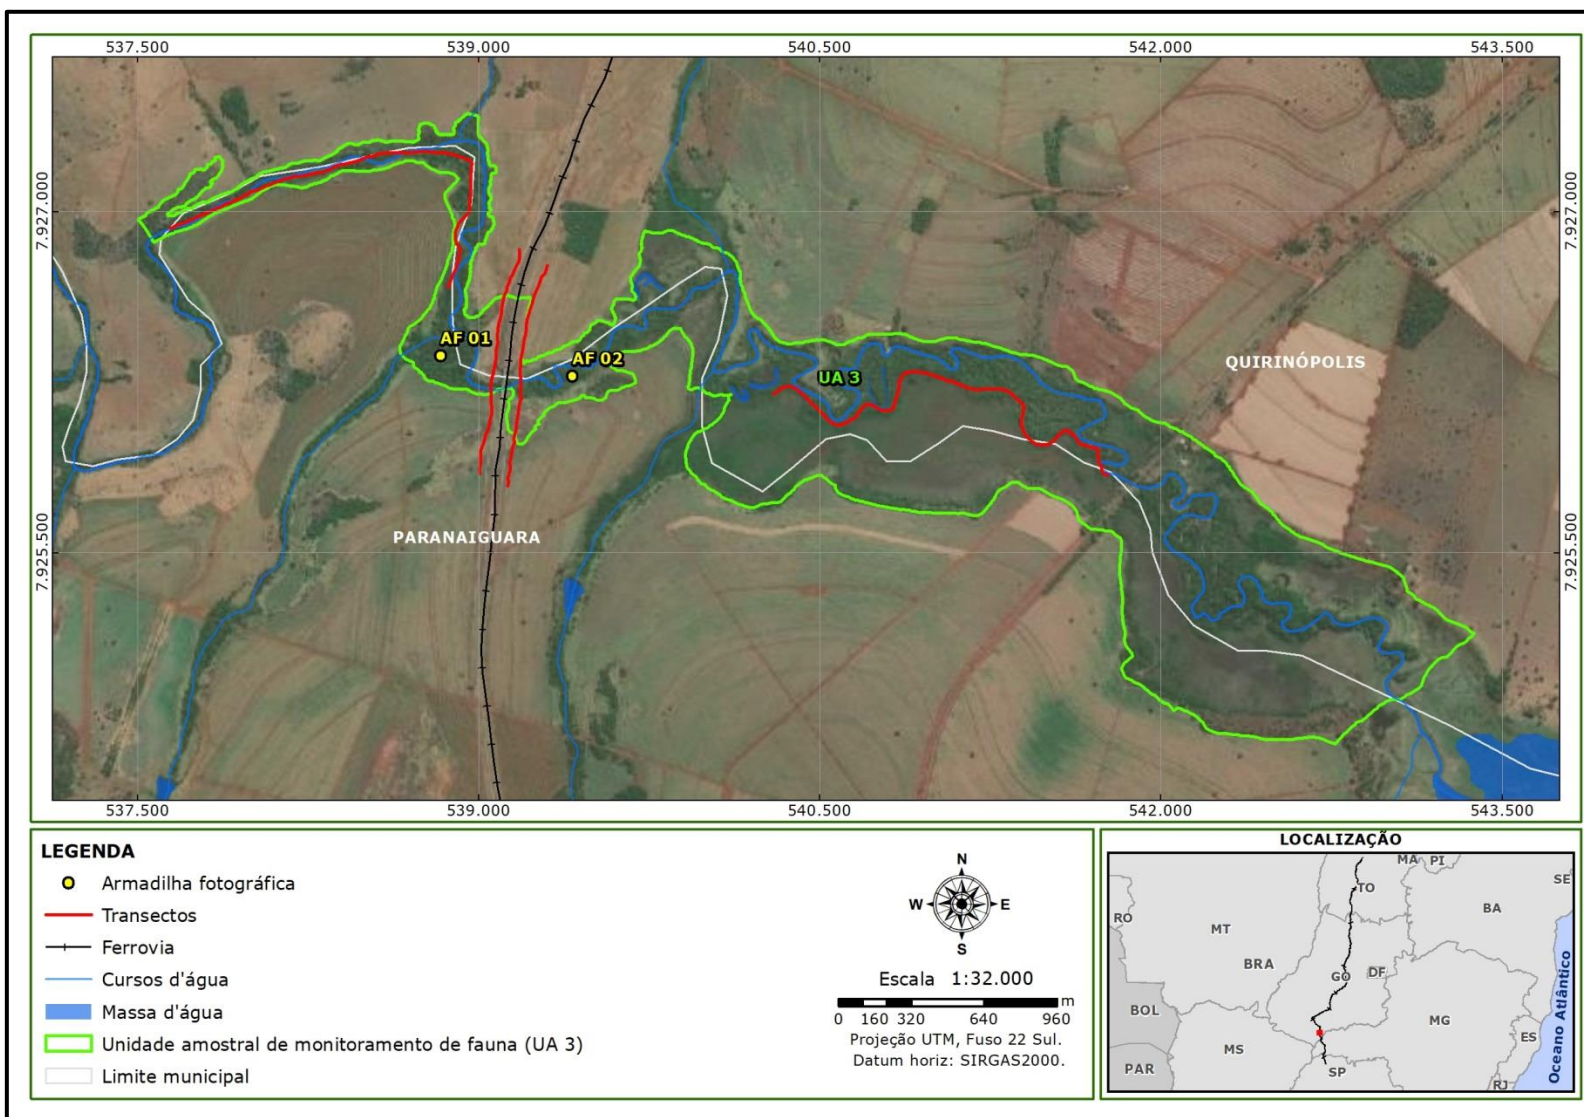 537.500 539.000 540.500 542.000 543.500
7.927.000 7.927.000
AF 01
AF 02
UA 3
QUIRINÓPOLIS
PARANAIGUARA
7.925.500 7.925.500
537.500 539.000 540.500 542.000 543.500
LEGENDA
Armadilha fotográfica
Transectos
Ferrovia
Cursos d'água
Massa d'água
Unidade amostral de monitoramento de fauna (UA 3)
Limite municipal
N
W E
S
Escala 1:32.000
m
0 160 320 640 960
Projeção UTM, Fuso 22 Sul.
Datum horiz: SIRGAS2000.
LOCALIZAÇÃO
MA PI
TO SE
RO BA
MT
BRA GO DF
BOL MG
MS ES
PAR SP RJ
Oceano Atlântico